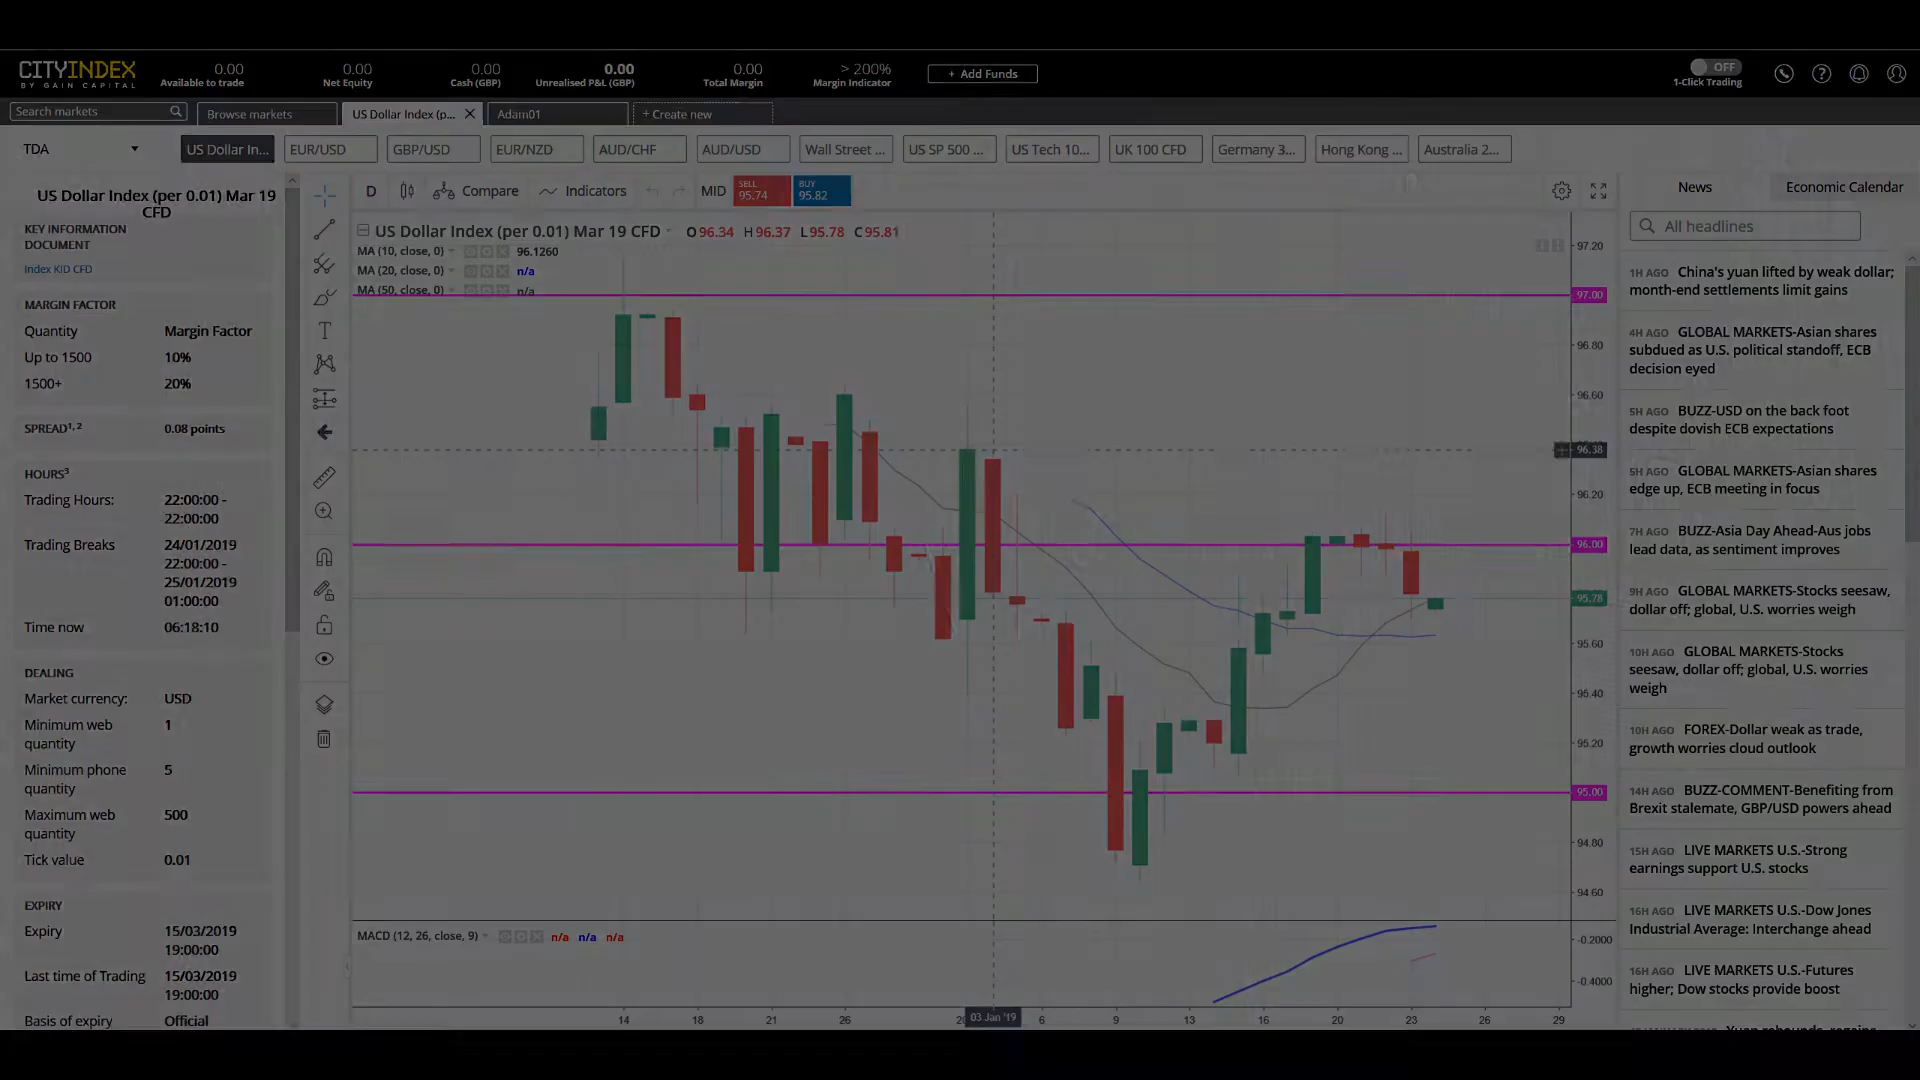 CITYINDEX
BY GAIN CAPITAL
0.00
Available to trade
0.00
Net Equity
0.00
Cash (GBP)
0.00
Unrealised P&L (GBP)
0.00
Total Margin
> 200%
Margin Indicator
+ Add Funds
OFF
1-Click Trading
Search markets
Browse markets
US Dollar Index (p...
Adam01
+ Create new
TDA
US Dollar In...
EUR/USD
GBP/USD
EUR/NZD
AUD/CHF
AUD/USD
Wall Street ...
US SP 500 ...
US Tech 10...
UK 100 CFD
Germany 3...
Hong Kong ...
Australia 2...
US Dollar Index (per 0.01) Mar 19
CFD
KEY INFORMATION
DOCUMENT
Index KID CFD
MARGIN FACTOR
Quantity Margin Factor
Up to 1500 10%
1500+ 20%
SPREAD1, 2 0.08 points
HOURS3
Trading Hours: 22:00:00 -
22:00:00
Trading Breaks 24/01/2019
22:00:00 -
25/01/2019
01:00:00
Time now 06:18:10
DEALING
Market currency: USD
Minimum web 1
quantity
Minimum phone 5
quantity
Maximum web 500
quantity
Tick value 0.01
EXPIRY
Expiry 15/03/2019
19:00:00
Last time of Trading 15/03/2019
19:00:00
Basis of expiry Official
D
Compare
Indicators
MID
SELL
95.74
BUY
95.82
US Dollar Index (per 0.01) Mar 19 CFD O 96.34 H 96.37 L 95.78 C 95.81
MA (10, close, 0) 96.1260
MA (20, close, 0) n/a
MA (50, close, 0) n/a
97.20
97.00
96.80
96.60
96.38
96.20
96.00
95.78
95.60
95.40
95.20
95.00
94.80
94.60
MACD (12, 26, close, 9) n/a n/a n/a
-0.2000
-0.4000
14
18
21
26
03 Jan '19
6
9
13
16
20
23
26
29
News
Economic Calendar
All headlines
1H AGO China's yuan lifted by weak dollar;
month-end settlements limit gains
4H AGO GLOBAL MARKETS-Asian shares
subdued as U.S. political standoff, ECB
decision eyed
5H AGO BUZZ-USD on the back foot
despite dovish ECB expectations
5H AGO GLOBAL MARKETS-Asian shares
edge up, ECB meeting in focus
7H AGO BUZZ-Asia Day Ahead-Aus jobs
lead data, as sentiment improves
9H AGO GLOBAL MARKETS-Stocks seesaw,
dollar off; global, U.S. worries weigh
10H AGO GLOBAL MARKETS-Stocks
seesaw, dollar off; global, U.S. worries
weigh
10H AGO FOREX-Dollar weak as trade,
growth worries cloud outlook
14H AGO BUZZ-COMMENT-Benefiting from
Brexit stalemate, GBP/USD powers ahead
15H AGO LIVE MARKETS U.S.-Strong
earnings support U.S. stocks
16H AGO LIVE MARKETS U.S.-Dow Jones
Industrial Average: Interchange ahead
16H AGO LIVE MARKETS U.S.-Futures
higher; Dow stocks provide boost